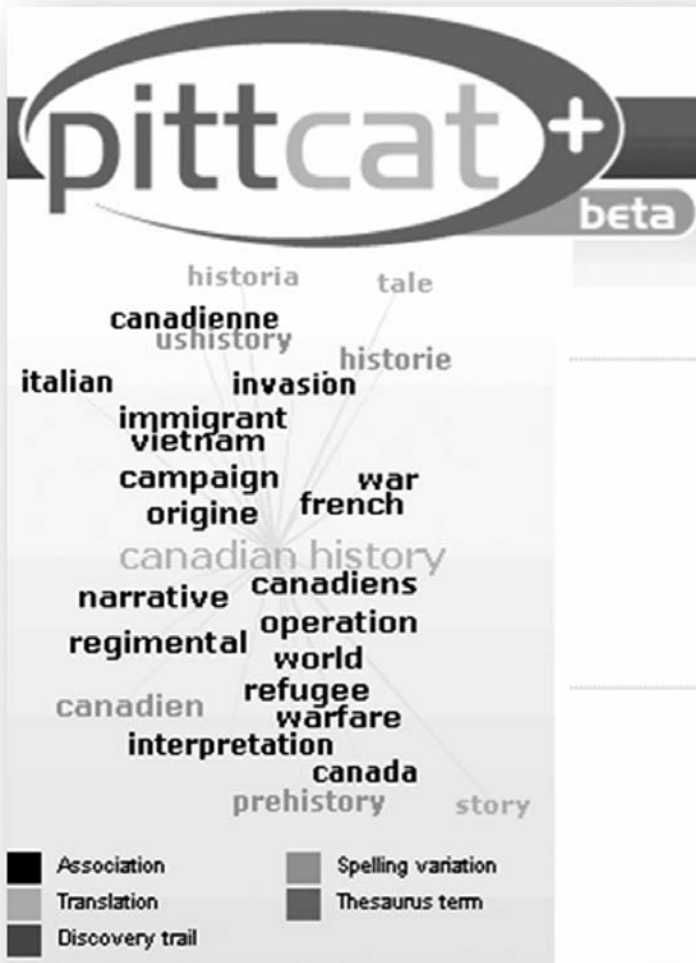 pittcat+
beta
historia
tale
canadienne
ushistory
historie
italian
invasion
immigrant
vietnam
campaign
war
french
origine
canadian history
canadiens
narrative
operation
regimental
world
refugee
canadien
warfare
interpretation
canada
prehistory
story
Association
Spelling variation
Translation
Thesaurus term
Discovery trail